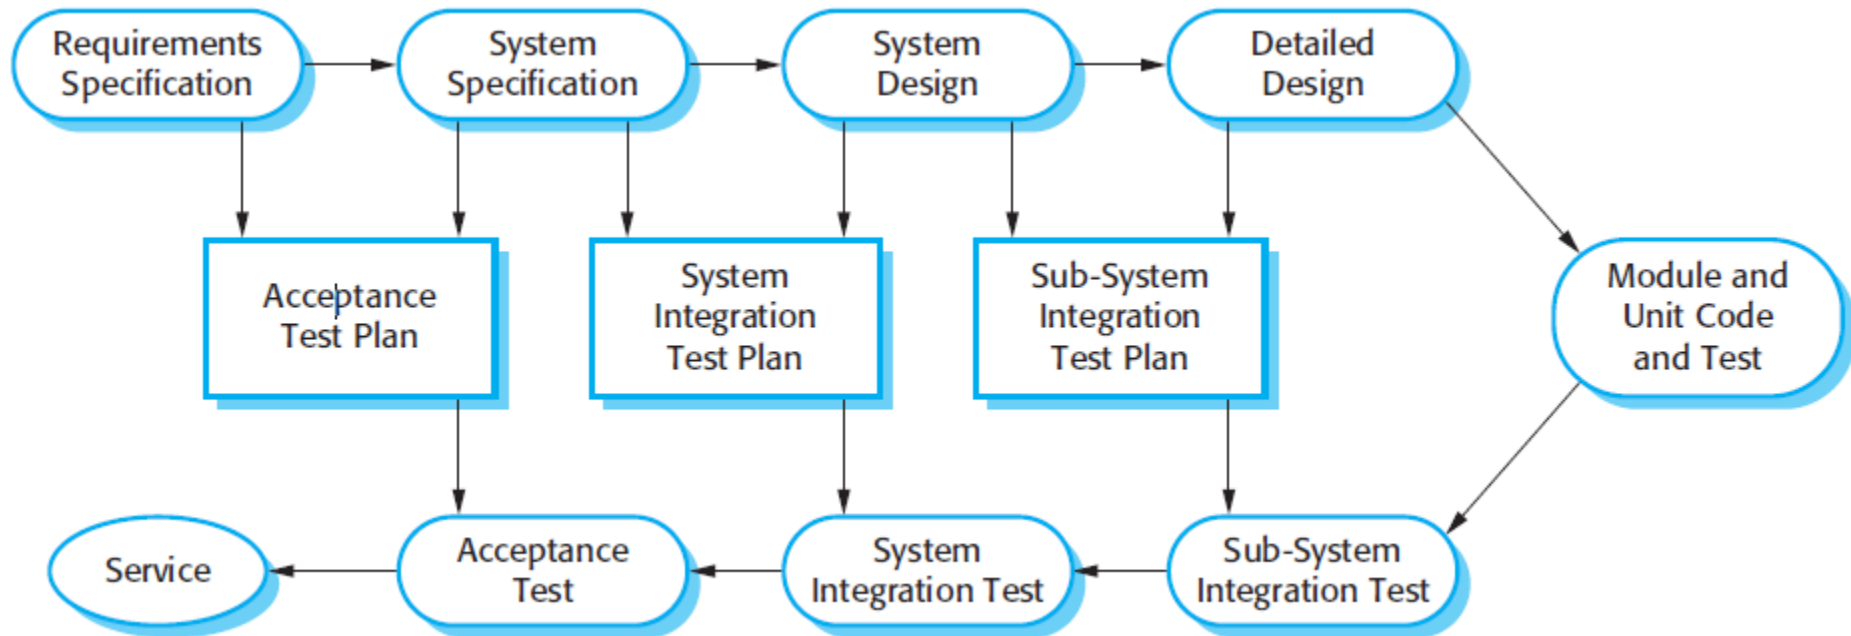 Requirements
Specification
System
Specification
System
Design
Detailed
Design
Acceptance
Test Plan
System
Integration
Test Plan
Sub-System
Integration
Test Plan
Module and
Unit Code
and Test
Service
Acceptance
Test
System
Integration Test
Sub-System
Integration Test